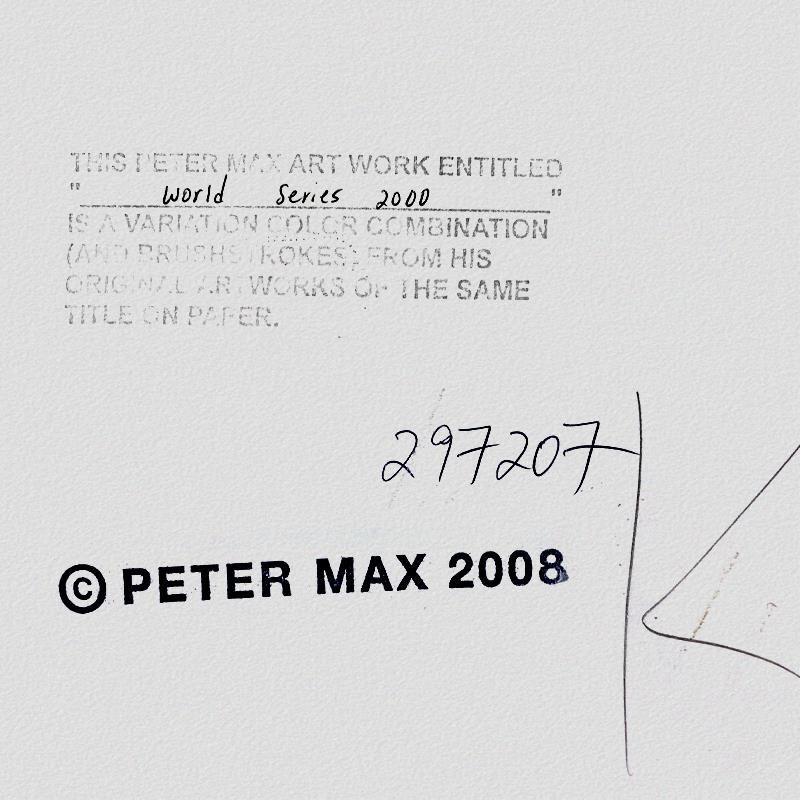 THIS PETER MAX ART WORK ENTITLED
" World Series 2000 "
IS A VARIATION COLOR COMBINATION
(AND BRUSHSTROKES) FROM HIS
ORIGINAL ARTWORKS OF THE SAME
TITLE ON PAPER.
297207
© PETER MAX 2008